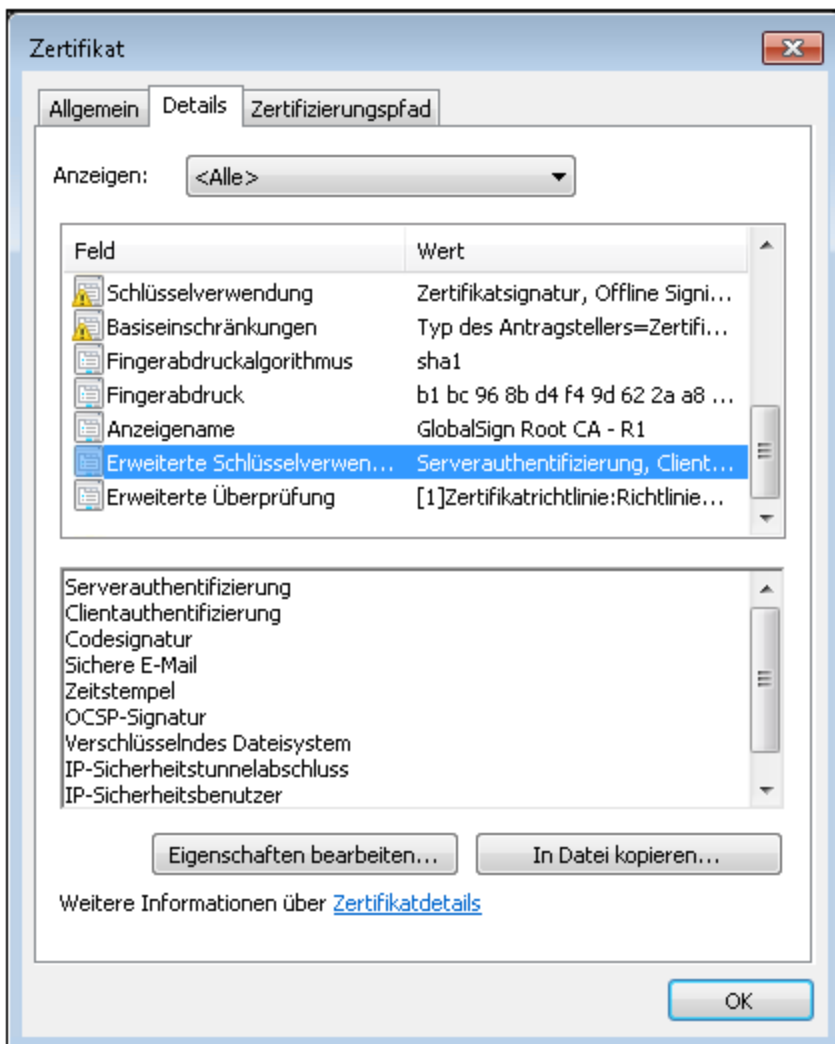 Zertifikat
Allgemein Details Zertifizierungspfad
Anzeigen: <Alle>
Feld Wert
Schlüsselverwendung Zertifikatsignatur, Offline Signi...
Basiseinschränkungen Typ des Antragstellers=Zertifi...
Fingerabdruckalgorithmus sha1
Fingerabdruck b1 bc 96 8b d4 f4 9d 62 2a a8 ...
Anzeigename GlobalSign Root CA - R1
Erweiterte Schlüsselverwen... Serverauthentifizierung, Client...
Erweiterte Überprüfung [1]Zertifikatrichtlinie:Richtlinie...
Serverauthentifizierung
Clientauthentifizierung
Codesignatur
Sichere E-Mail
Zeitstempel
OCSP-Signatur
Verschlüsselndes Dateisystem
IP-Sicherheitstunnelabschluss
IP-Sicherheitsbenutzer
Eigenschaften bearbeiten... In Datei kopieren...
Weitere Informationen über Zertifikatdetails
OK